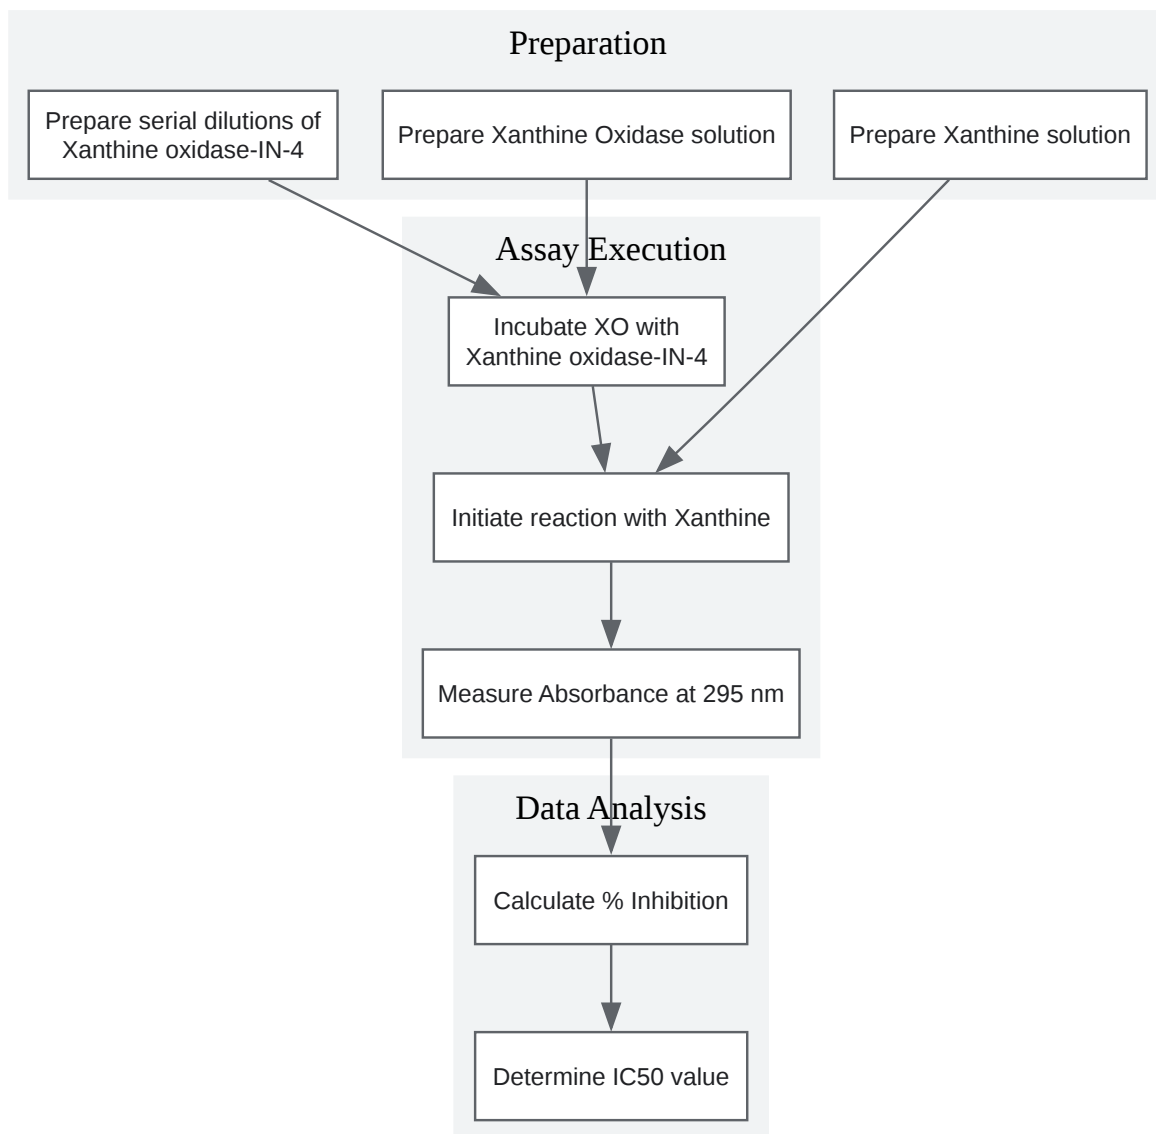 Preparation
Prepare serial dilutions of
Xanthine oxidase-IN-4
Prepare Xanthine Oxidase solution
Prepare Xanthine solution
Assay Execution
Incubate XO with
Xanthine oxidase-IN-4
Initiate reaction with Xanthine
Measure Absorbance at 295 nm
Data Analysis
Calculate % Inhibition
Determine IC50 value